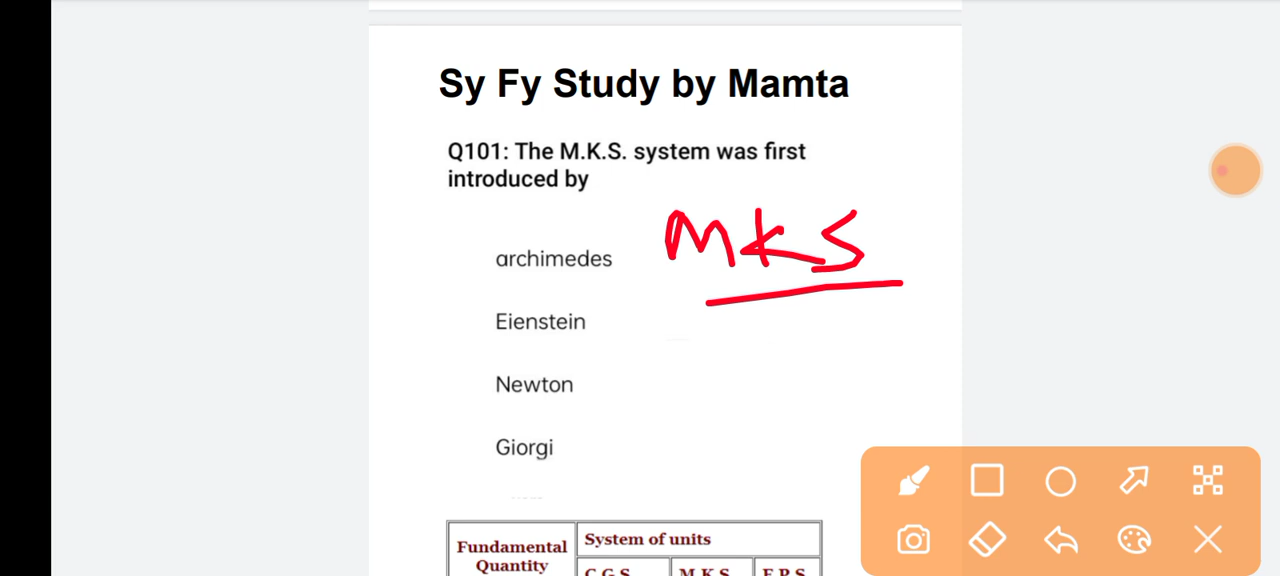 Sy Fy Study by Mamta
Q101: The M.K.S. system was first
introduced by
MKS
archimedes
Eienstein
Newton
Giorgi
Fundamental
Quantity
System of units
C.G.S.
M.K.S.
F.P.S.